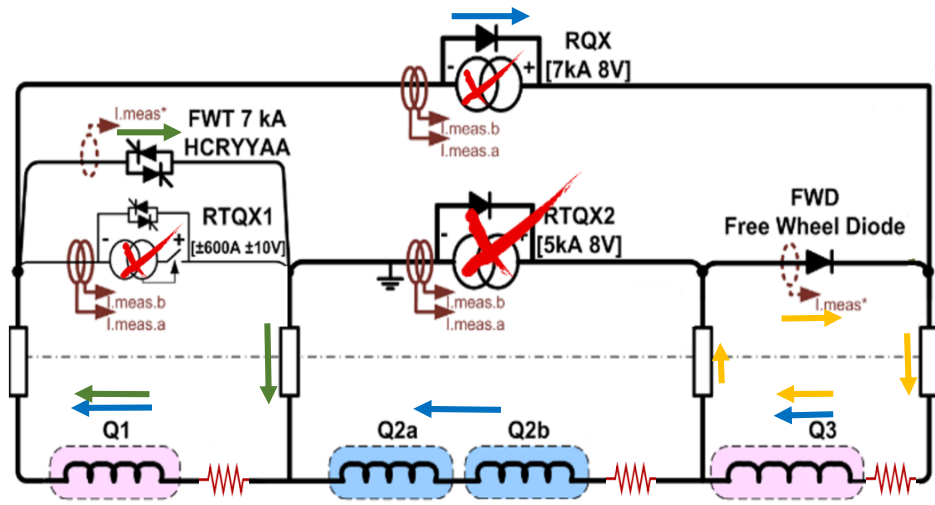 RQX
[7kA 8V]
- +
I.meas.b
I.meas.a
I.meas*
FWT 7 kA
HCRYYAA
RTQX1
[±600A ±10V]
- +
I.meas.b
I.meas.a
RTQX2
[5kA 8V]
- +
I.meas.b
I.meas.a
FWD
Free Wheel Diode
I.meas*
Q1
Q2a
Q2b
Q3